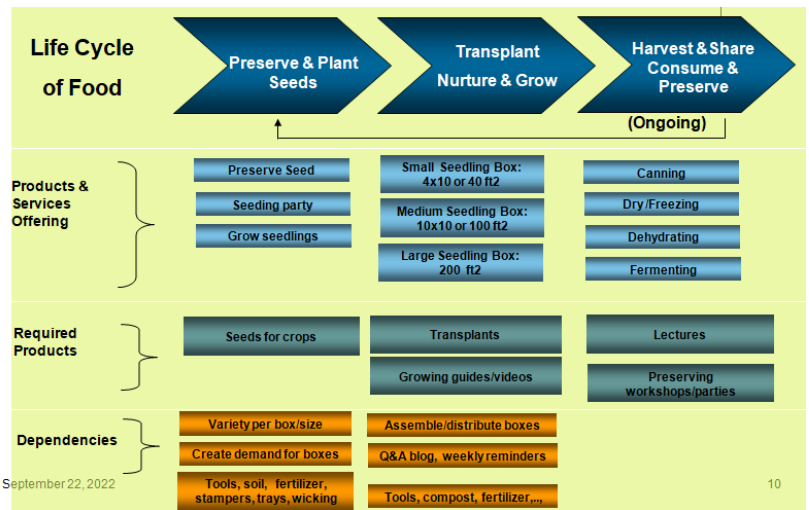 Life Cycle
of Food
Preserve & Plant
Seeds
Transplant
Nurture & Grow
Harvest & Share
Consume &
Preserve
(Ongoing)
Products &
Services
Offering
Preserve Seed
Seeding party
Grow seedlings
Small Seedling Box:
4x10 or 40 ft2
Medium Seedling Box:
10x10 or 100 ft2
Large Seedling Box:
200 ft2
Canning
Dry /Freezing
Dehydrating
Fermenting
Required
Products
Seeds for crops
Transplants
Growing guides/videos
Lectures
Preserving
workshops/parties
Dependencies
Variety per box/size
Create demand for boxes
Tools, soil, fertilizer,
stampers, trays, wicking
Assemble/distribute boxes
Q&A blog, weekly reminders
Tools, compost, fertilizer,..,
September 22, 2022
10